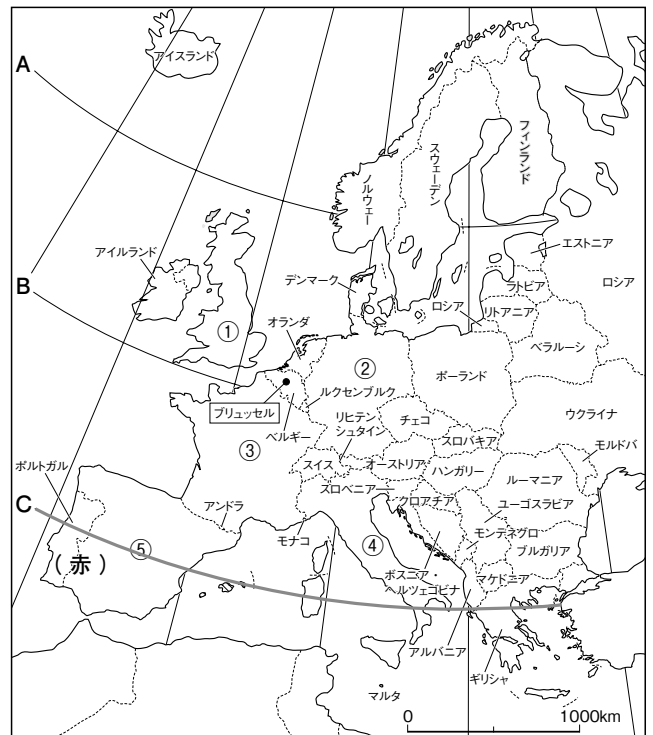 アイスランド
A
フィンランド
スウェーデン
ノルウェー
エストニア
アイルランド
デンマーク
ラトビア
ロシア
B
ロシア
リトアニア
オランダ
①
ベラルーシ
②
ポーランド
ルクセンブルク
ブリュッセル
チェコ
ウクライナ
リヒテン
シュタイン
ベルギー
③
スロバキア
モルドバ
ポルトガル
スイス
オーストリア
ハンガリー
ルーマニア
スロベニア
C
アンドラ
クロアチア
ユーゴスラビア
モナコ
④
モンテネグロ
(赤)
⑤
ブルガリア
ボスニア
ヘルツェゴビナ
マケドニア
アルバニア
ギリシャ
マルタ
0
1000km